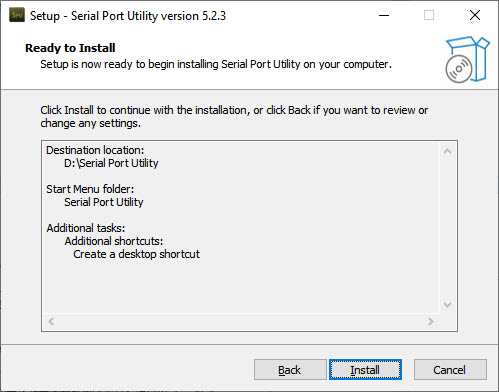 Setup - Serial Port Utility version 5.2.3
Ready to Install
Setup is now ready to begin installing Serial Port Utility on your computer.
Click Install to continue with the installation, or click Back if you want to review or
change any settings.
Destination location:
D:\Serial Port Utility
Start Menu folder:
Serial Port Utility
Additional tasks:
Additional shortcuts:
Create a desktop shortcut
Back
Install
Cancel